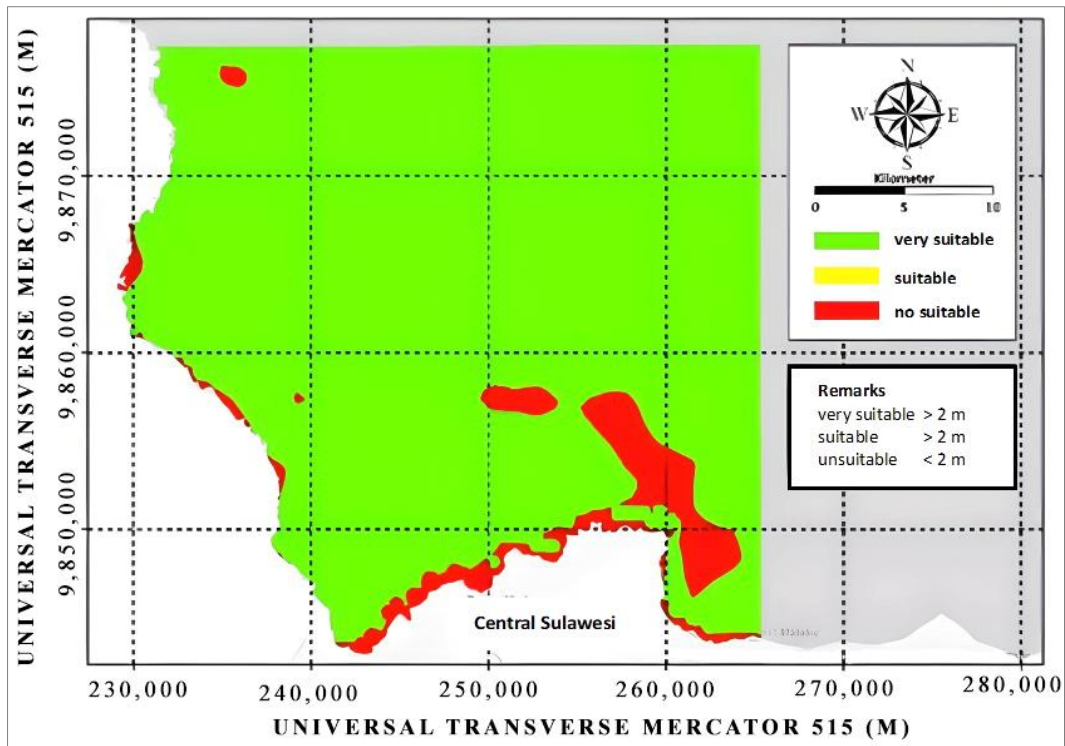 UNIVERSAL TRANSVERSE MERCATOR 515 (M)
9,870,000
9,860,000
9,850,000
N
W E
S
Kilometer
0 5 10
very suitable
suitable
no suitable
Remarks
very suitable > 2 m
suitable > 2 m
unsuitable < 2 m
Central Sulawesi
230,000 240,000 250,000 260,000 270,000 280,000
UNIVERSAL TRANSVERSE MERCATOR 515 (M)